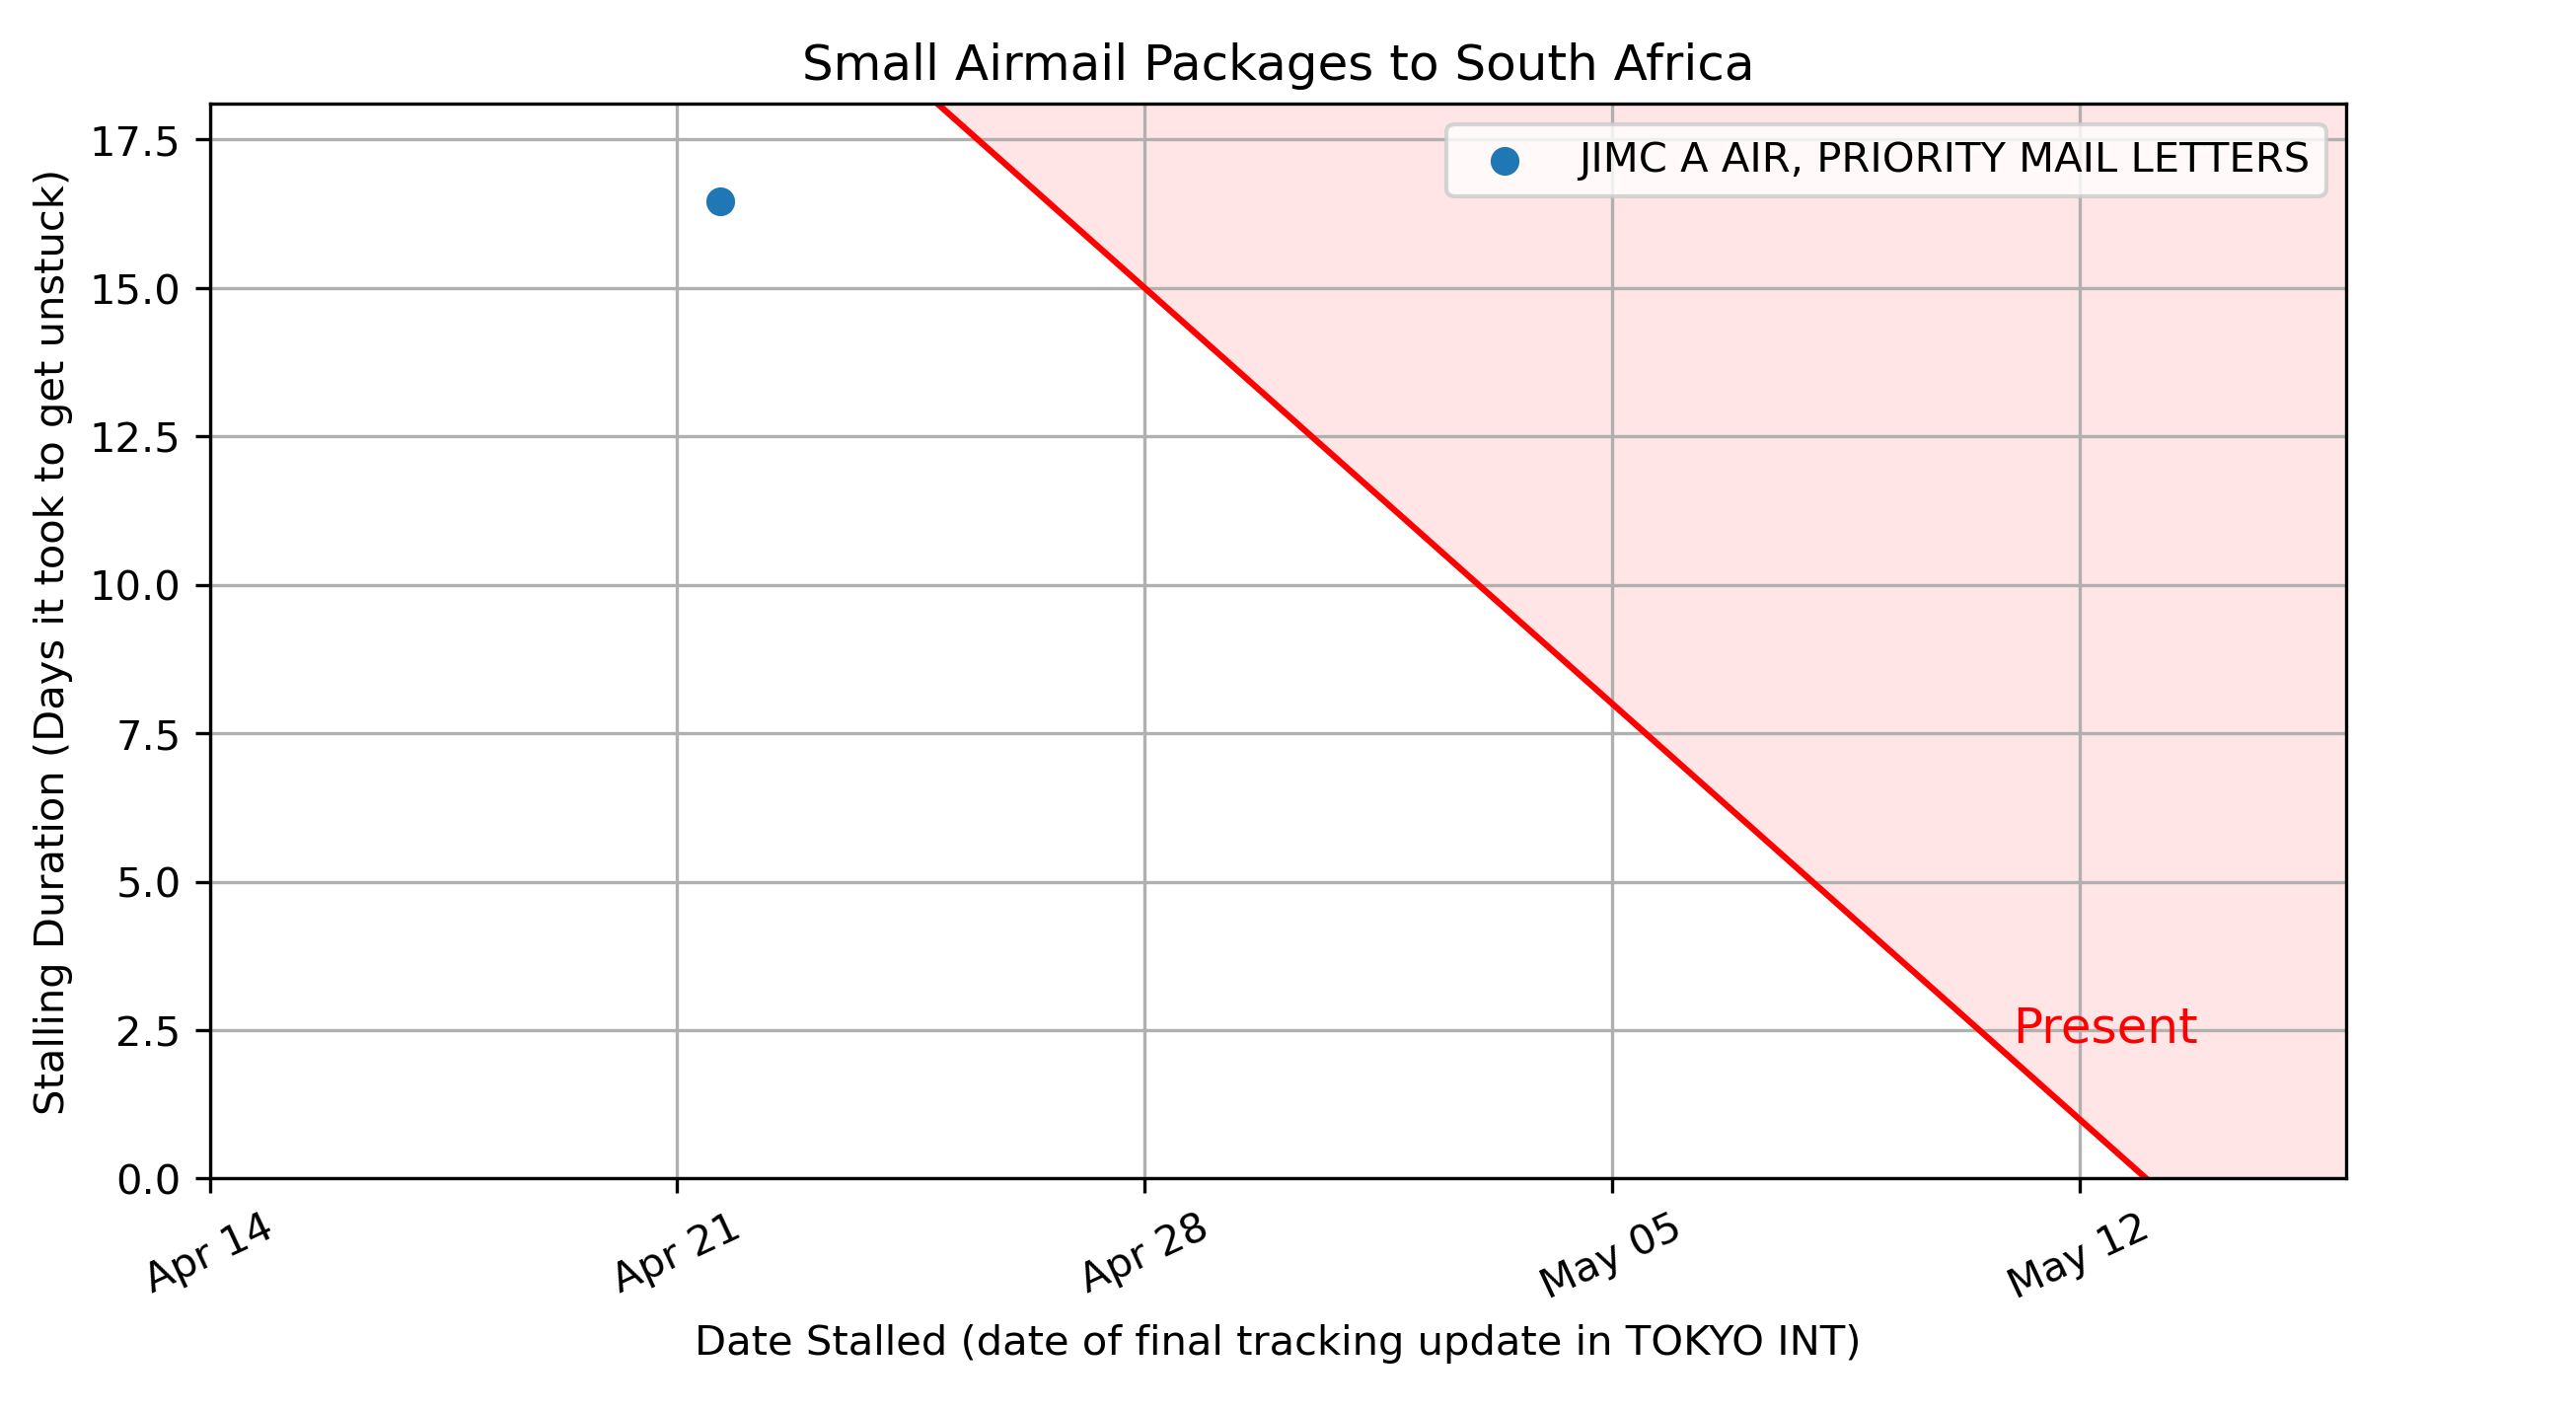 Small Airmail Packages to South Africa
JIMC A AIR, PRIORITY MAIL LETTERS
Stalling Duration (Days it took to get unstuck)
17.5
15.0
12.5
10.0
7.5
5.0
2.5
0.0
Present
Apr 14
Apr 21
Apr 28
May 05
May 12
Date Stalled (date of final tracking update in TOKYO INT)